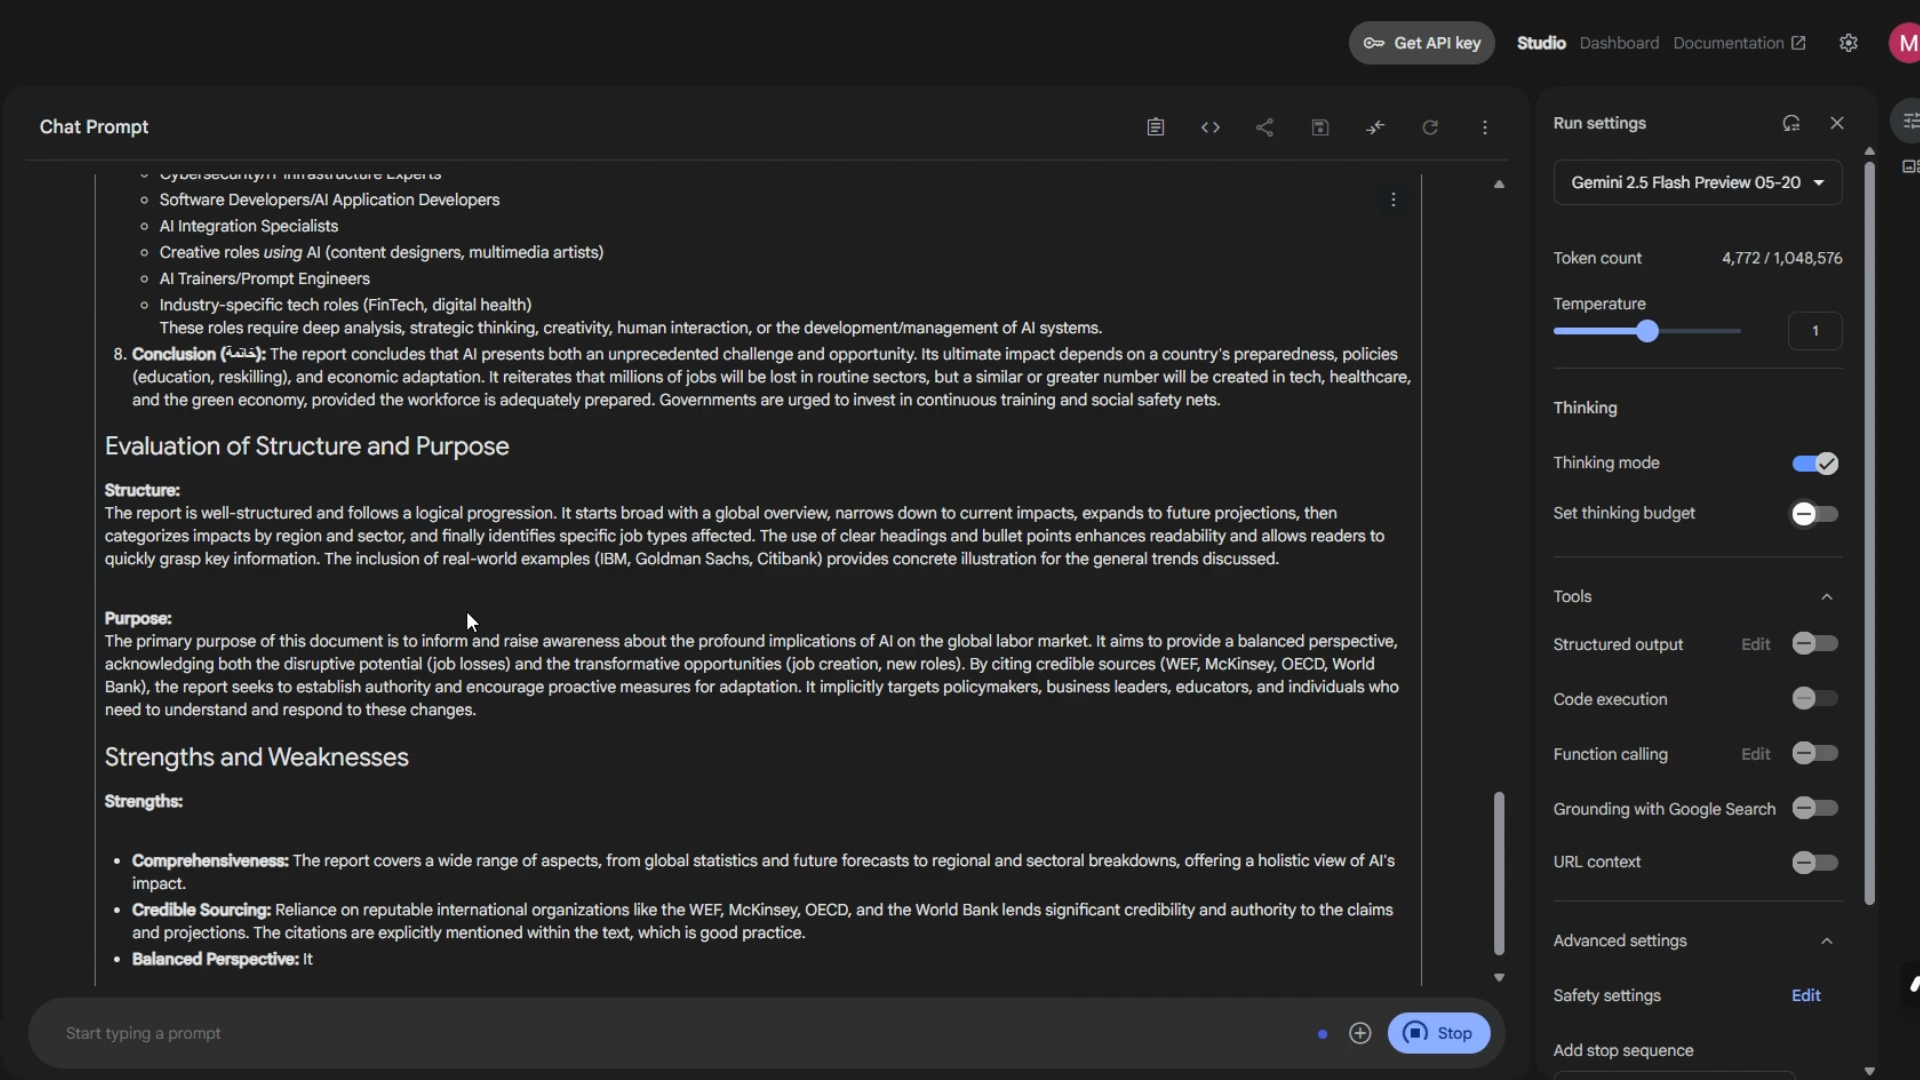 Get API key
Studio
Dashboard
Documentation
M
Chat Prompt
Cybersecurity/IT Infrastructure Experts
Software Developers/AI Application Developers
AI Integration Specialists
Creative roles using AI (content designers, multimedia artists)
AI Trainers/Prompt Engineers
Industry-specific tech roles (FinTech, digital health)
These roles require deep analysis, strategic thinking, creativity, human interaction, or the development/management of AI systems.
8. Conclusion (خاتمة): The report concludes that AI presents both an unprecedented challenge and opportunity. Its ultimate impact depends on a country's preparedness, policies
(education, reskilling), and economic adaptation. It reiterates that millions of jobs will be lost in routine sectors, but a similar or greater number will be created in tech, healthcare,
and the green economy, provided the workforce is adequately prepared. Governments are urged to invest in continuous training and social safety nets.
Evaluation of Structure and Purpose
Structure:
The report is well-structured and follows a logical progression. It starts broad with a global overview, narrows down to current impacts, expands to future projections, then
categorizes impacts by region and sector, and finally identifies specific job types affected. The use of clear headings and bullet points enhances readability and allows readers to
quickly grasp key information. The inclusion of real-world examples (IBM, Goldman Sachs, Citibank) provides concrete illustration for the general trends discussed.
Purpose:
The primary purpose of this document is to inform and raise awareness about the profound implications of AI on the global labor market. It aims to provide a balanced perspective,
acknowledging both the disruptive potential (job losses) and the transformative opportunities (job creation, new roles). By citing credible sources (WEF, McKinsey, OECD, World
Bank), the report seeks to establish authority and encourage proactive measures for adaptation. It implicitly targets policymakers, business leaders, educators, and individuals who
need to understand and respond to these changes.
Strengths and Weaknesses
Strengths:
Comprehensiveness: The report covers a wide range of aspects, from global statistics and future forecasts to regional and sectoral breakdowns, offering a holistic view of AI's
impact.
Credible Sourcing: Reliance on reputable international organizations like the WEF, McKinsey, OECD, and the World Bank lends significant credibility and authority to the claims
and projections. The citations are explicitly mentioned within the text, which is good practice.
Balanced Perspective: It
Start typing a prompt
Stop
Run settings
Gemini 2.5 Flash Preview 05-20
Token count 4,772 / 1,048,576
Temperature
1
Thinking
Thinking mode
Set thinking budget
Tools
Structured output Edit
Code execution
Function calling Edit
Grounding with Google Search
URL context
Advanced settings
Safety settings Edit
Add stop sequence